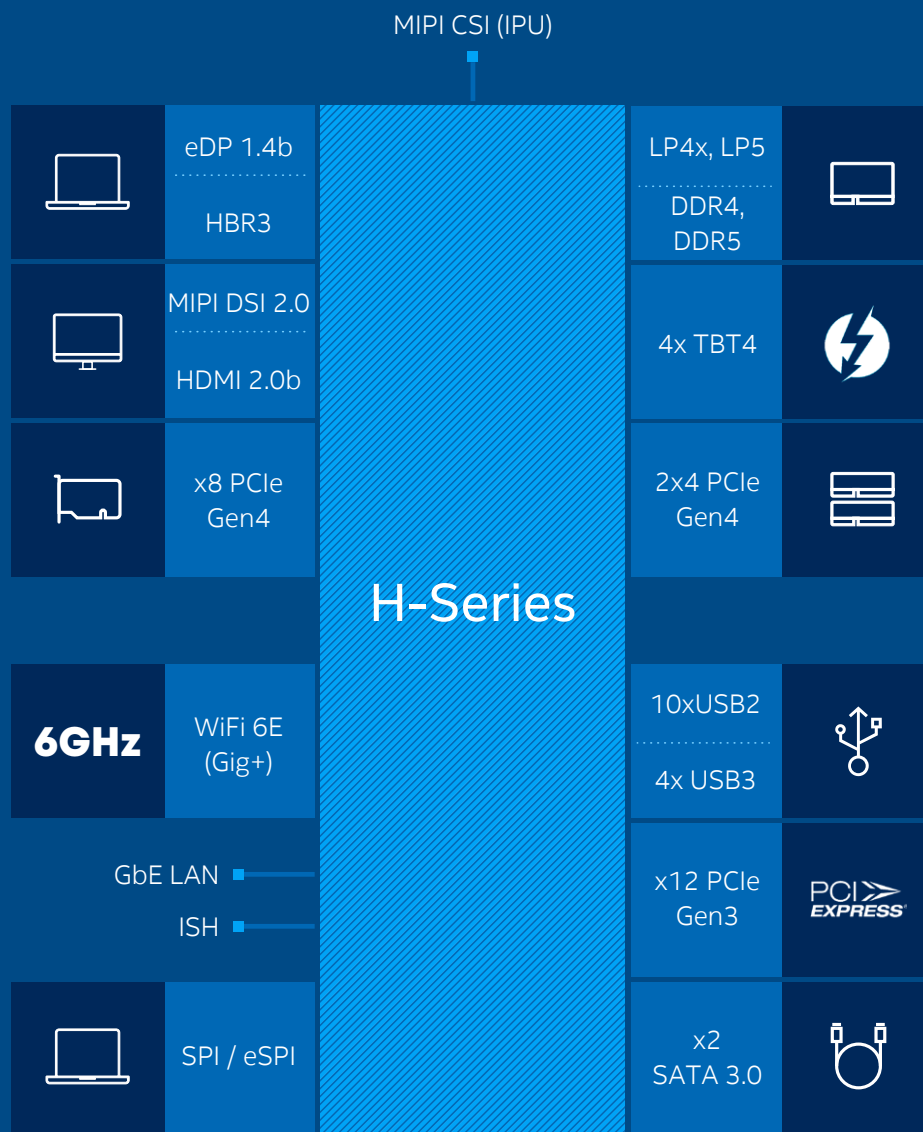 MIPI CSI (IPU)
eDP 1.4b
HBR3
MIPI DSI 2.0
HDMI 2.0b
x8 PCIe
Gen4
LP4x, LP5
DDR4,
DDR5
4x TBT4
2x4 PCIe
Gen4
H-Series
6GHz
WiFi 6E
(Gig+)
GbE LAN
ISH
SPI / eSPI
10xUSB2
4x USB3
x12 PCIe
Gen3
PCI
EXPRESS®
x2
SATA 3.0